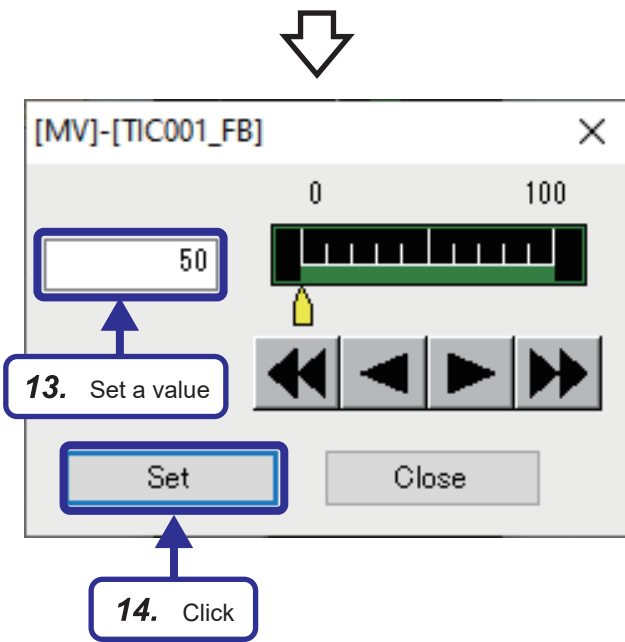 [MV]-[TIC001_FB]
0 100
50
13. Set a value
Set Close
14. Click